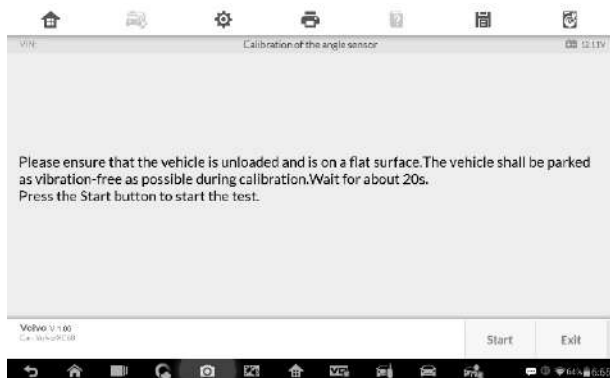 VIN:
Calibration of the angle sensor
Please ensure that the vehicle is unloaded and is on a flat surface.The vehicle shall be parked
as vibration-free as possible during calibration.Wait for about 20s.
Press the Start button to start the test.
Volvo
Start
Exit